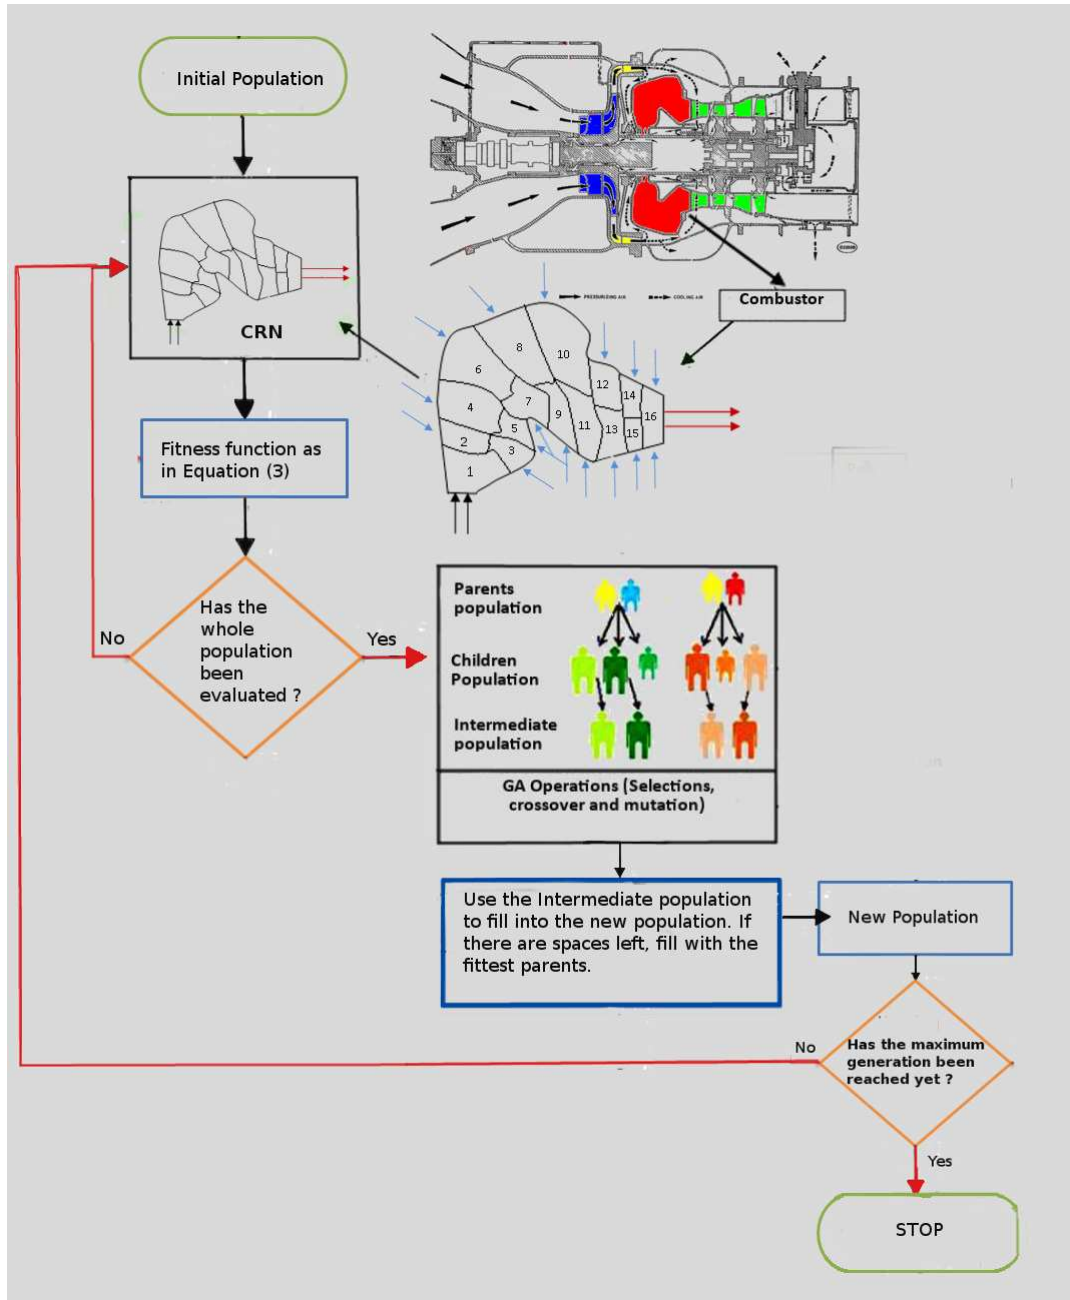 Initial Population
PRESSURIZING AIR
COOLING AIR
Combustor
CRN
8
10
6
12
14
7
4
9
16
5
11
13
15
2
3
1
Fitness function as
in Equation (3)
Has the
whole
population
been
evaluated ?
No
Yes
Parents
population
Children
Population
Intermediate
population
GA Operations (Selections,
crossover and mutation)
Use the Intermediate population
to fill into the new population. If
there are spaces left, fill with the
fittest parents.
New Population
No
Has the maximum
generation been
reached yet ?
Yes
STOP